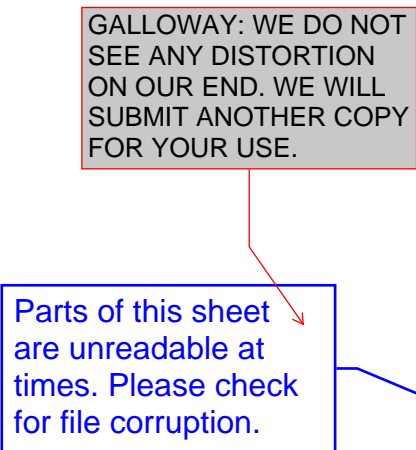 GALLOWAY: WE DO NOT
SEE ANY DISTORTION
ON OUR END. WE WILL
SUBMIT ANOTHER COPY
FOR YOUR USE.
Parts of this sheet
are unreadable at
times. Please check
for file corruption.